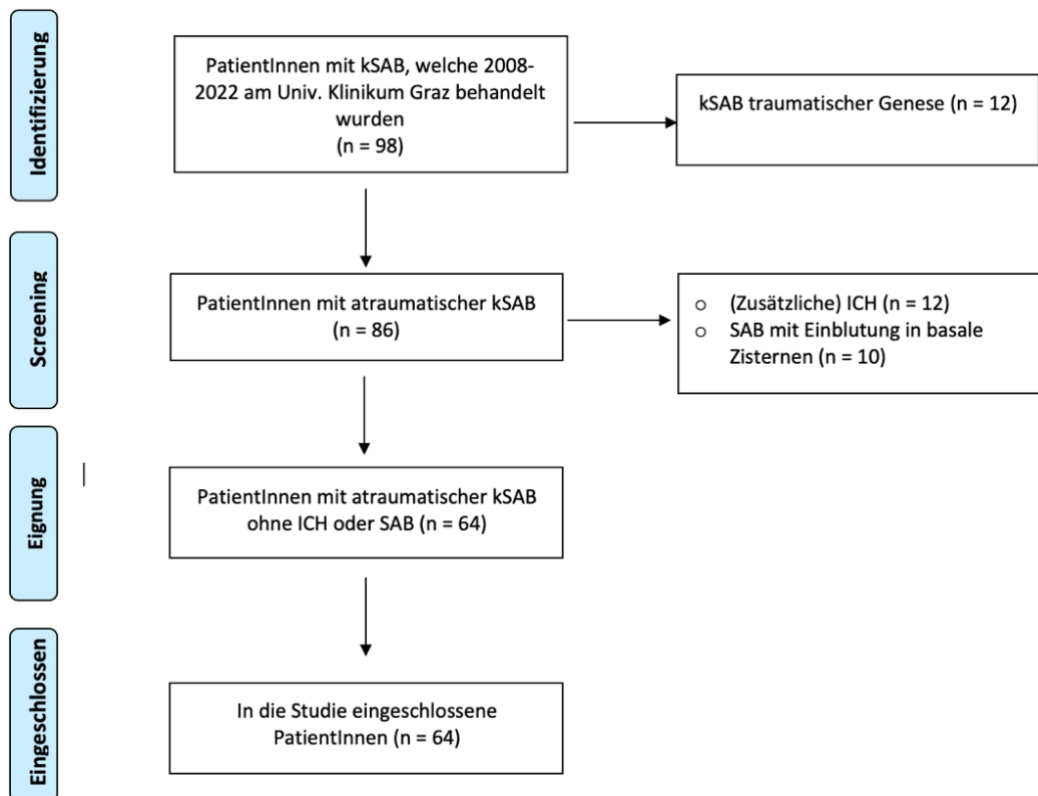 Identifizierung
PatientInnen mit kSAB, welche 2008-
2022 am Univ. Klinikum Graz behandelt
wurden
(n = 98)
kSAB traumatischer Genese (n = 12)
Screening
PatientInnen mit atraumatischer kSAB
(n = 86)
o (Zusätzliche) ICH (n = 12)
o SAB mit Einblutung in basale
Zisternen (n = 10)
Eignung
PatientInnen mit atraumatischer kSAB
ohne ICH oder SAB (n = 64)
Eingeschlossen
In die Studie eingeschlossene
PatientInnen (n = 64)